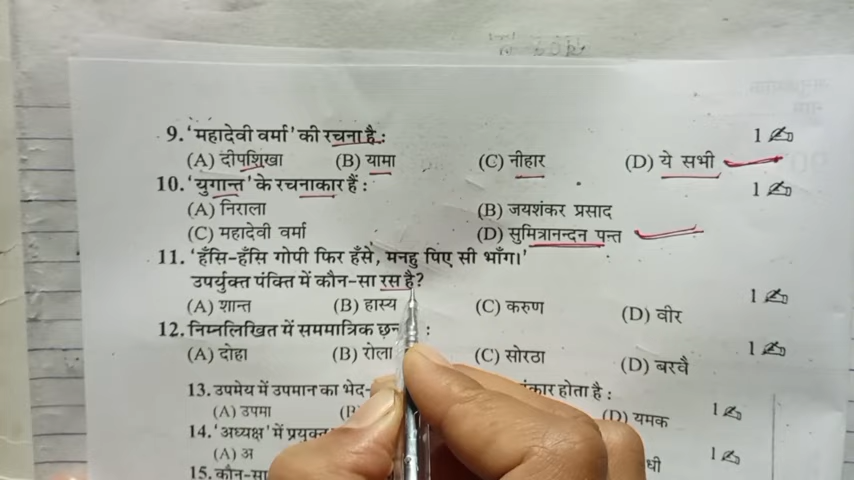 9. 'महादेवी वर्मा' की रचना है : 1
(A) दीपशिखा (B) यामा (C) नीहार (D) ये सभी
10. 'युगान्त' के रचनाकार हैं : 1
(A) निराला (B) जयशंकर प्रसाद
(C) महादेवी वर्मा (D) सुमित्रानन्दन पन्त
11. 'हँसि-हँसि गोपी फिर हँसे, मनहु पिए सी भाँग।'
उपर्युक्त पंक्ति में कौन-सा रस है? 1
(A) शान्त (B) हास्य (C) करुण (D) वीर
12. निम्नलिखित में सममात्रिक : 1
(A) दोहा (B) रोला (C) सोरठा (D) बरवै
13. उपमेय में उपमान का भेद- होता है : 1
(A) उपमा (D) यमक
14. 'अध्यक्ष' में प्रयुक्त 1
(A) अ
15. कौन-सा